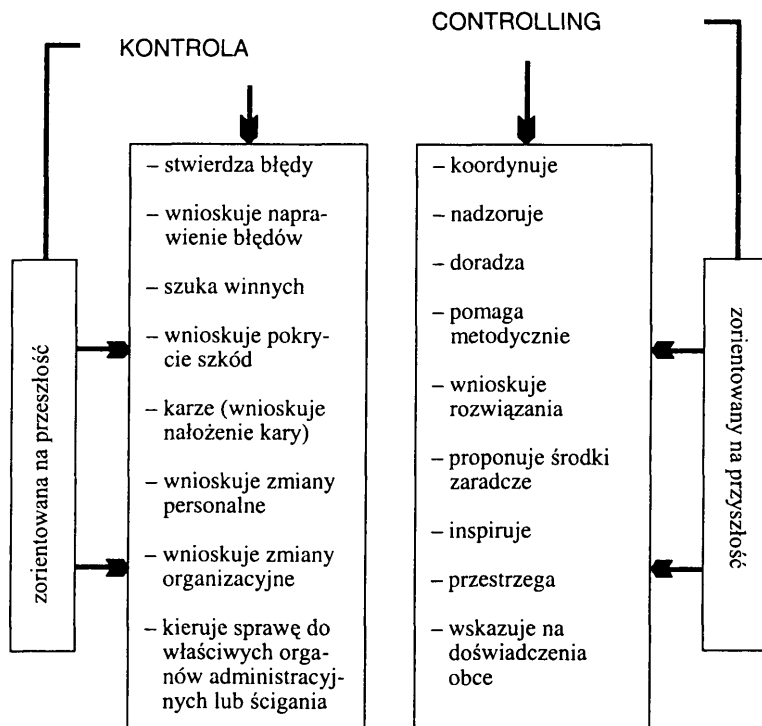 KONTROLA
zorientowana na przeszłość
– stwierdza błędy
– wnioskuje napra-
wienie błędów
– szuka winnych
– wnioskuje pokry-
cie szkód
– karze (wnioskuje
nałożenie kary)
– wnioskuje zmiany
personalne
– wnioskuje zmiany
organizacyjne
– kieruje sprawę do
właściwych orga-
nów administracyj-
nych lub ścigania
CONTROLLING
– koordynuje
– nadzoruje
– doradza
– pomaga
metodycznie
– wnioskuje
rozwiązania
– proponuje środki
zaradcze
– inspiruje
– przestrzega
– wskazuje na
doświadczenia
obce
zorientowany na przyszłość